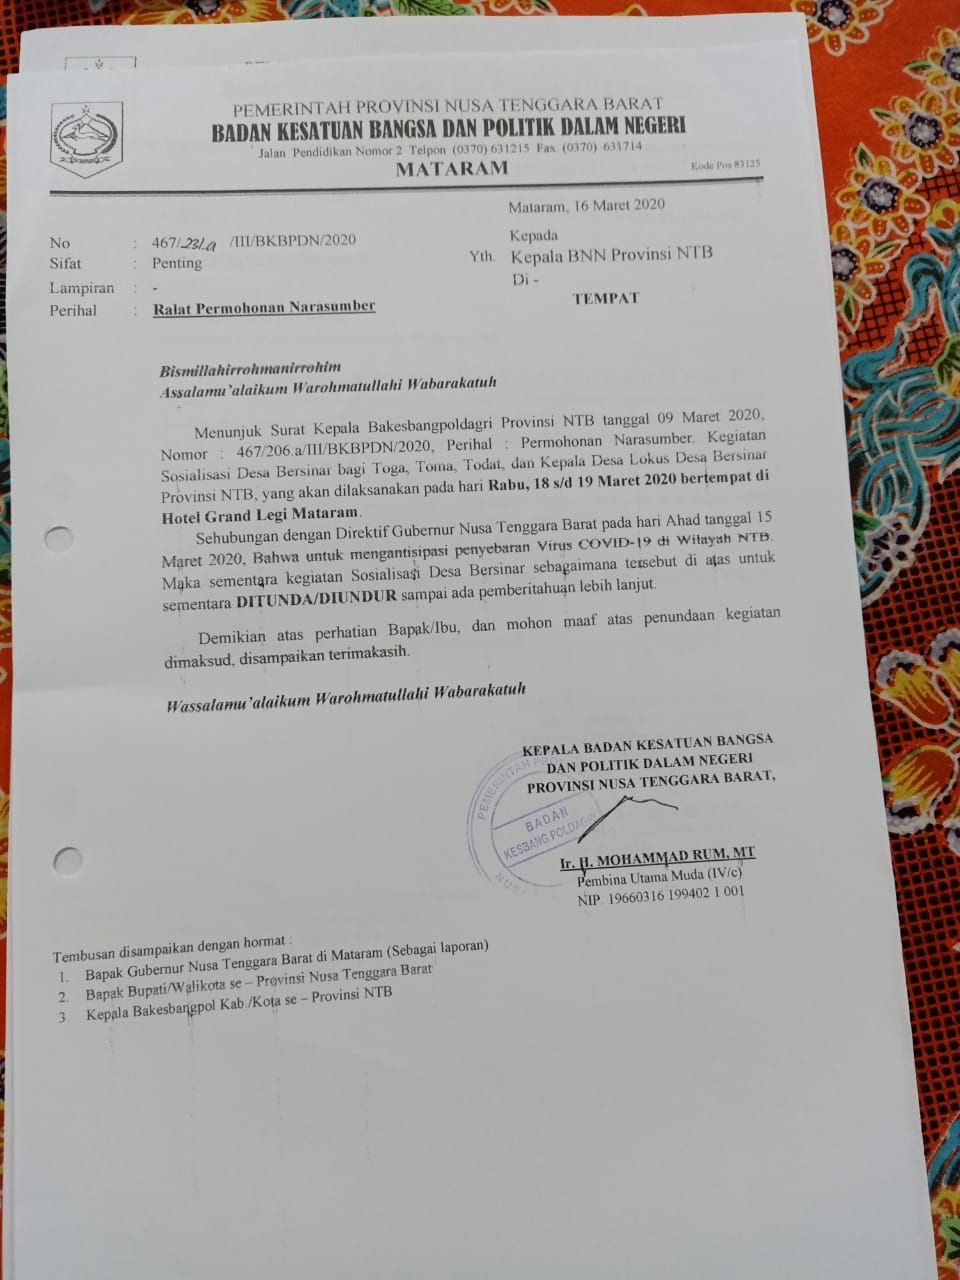 PEMERINTAH PROVINSI NUSA TENGGARA BARAT
BADAN KESATUAN BANGSA DAN POLITIK DALAM NEGERI
Jalan Pendidikan Nomor 2 Telpon (0370) 631215 Fax. (0370) 631714
MATARAM
Kode Pos 83125
Mataram, 16 Maret 2020
No : 467/231.a /III/BKBPDN/2020
Sifat : Penting
Lampiran : -
Perihal : Ralat Permohonan Narasumber
Kepada
Yth. Kepala BNN Provinsi NTB
Di -
TEMPAT
Bismillahirrohmanirrohim
Assalamu'alaikum Warohmatullahi Wabarakatuh
Menunjuk Surat Kepala Bakesbangpoldagri Provinsi NTB tanggal 09 Maret 2020,
Nomor : 467/206.a/III/BKBPDN/2020, Perihal : Permohonan Narasumber. Kegiatan
Sosialisasi Desa Bersinar bagi Toga, Toma, Todat, dan Kepala Desa Lokus Desa Bersinar
Provinsi NTB, yang akan dilaksanakan pada hari Rabu, 18 s/d 19 Maret 2020 bertempat di
Hotel Grand Legi Mataram.
Sehubungan dengan Direktif Gubernur Nusa Tenggara Barat pada hari Ahad tanggal 15
Maret 2020, Bahwa untuk mengantisipasi penyebaran Virus COVID-19 di Wilayah NTB.
Maka sementara kegiatan Sosialisasi Desa Bersinar sebagaimana tersebut di atas untuk
sementara DITUNDA/DIUNDUR sampai ada pemberitahuan lebih lanjut.
Demikian atas perhatian Bapak/Ibu, dan mohon maaf atas penundaan kegiatan
dimaksud, disampaikan terimakasih.
Wassalamu'alaikum Warohmatullahi Wabarakatuh
KEPALA BADAN KESATUAN BANGSA
DAN POLITIK DALAM NEGERI
PROVINSI NUSA TENGGARA BARAT,
PEMERINTAH PRO
BADAN
KESBANG POLDAGRI
NUS
Ir. H. MOHAMMAD RUM, MT
Pembina Utama Muda (IV/c)
NIP. 19660316 199402 1 001
Tembusan disampaikan dengan hormat :
1. Bapak Gubernur Nusa Tenggara Barat di Mataram (Sebagai laporan)
2. Bapak Bupati/Walikota se – Provinsi Nusa Tenggara Barat
3. Kepala Bakesbangpol Kab./Kota se – Provinsi NTB